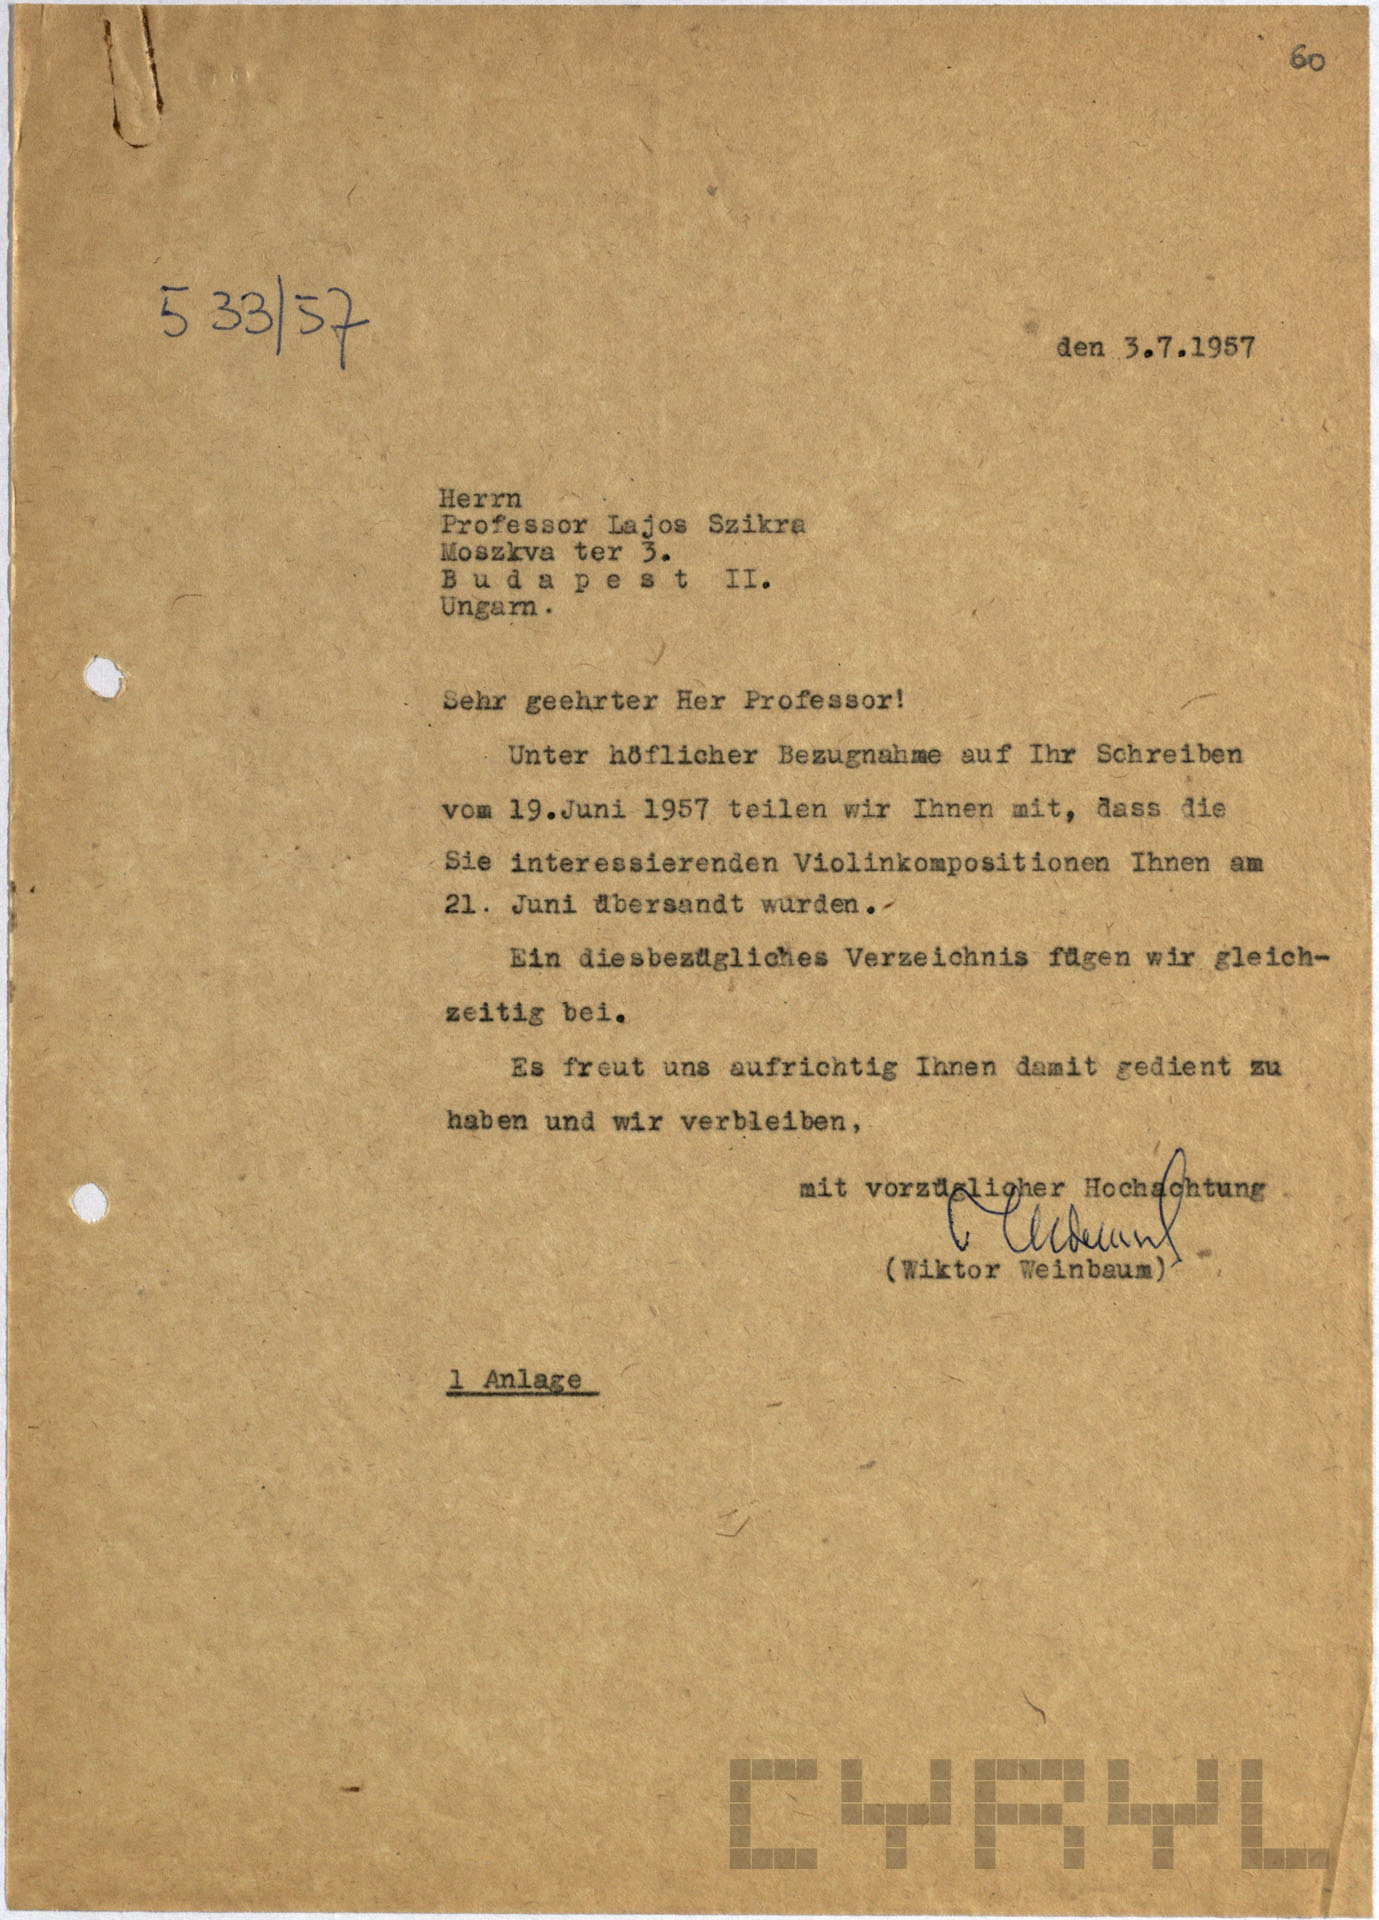 60
533/57
den 3.7.1957
Herrn
Professor Lajos Szikra
Moszkva ter 3.
B u d a p e s t  II.
Ungarn.
Sehr geehrter Her Professor!
Unter höflicher Bezugnahme auf Ihr Schreiben
vom 19.Juni 1957 teilen wir Ihnen mit, dass die
Sie interessierenden Violinkompositionen Ihnen am
21. Juni übersandt wurden.-
Ein diesbezügliches Verzeichnis fügen wir gleich-
zeitig bei.
Es freut uns aufrichtig Ihnen damit gedient zu
haben und wir verbleiben,
mit vorzüglicher Hochachtung
(Wiktor Weinbaum)
1 Anlage
CYRYL